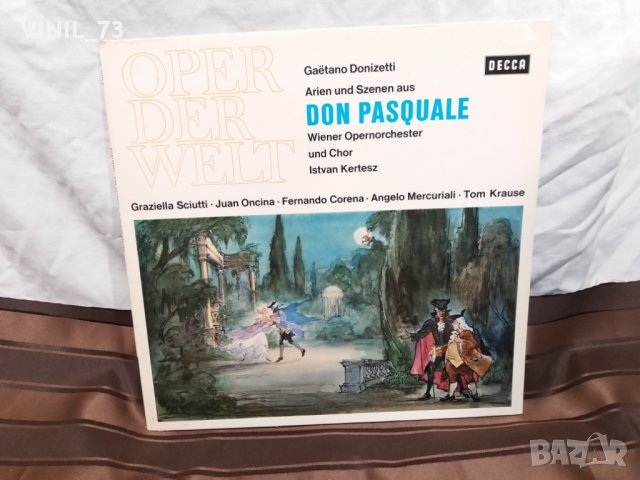 VINIL_73
OPER
DER
WELT
Gaëtano Donizetti
DECCA
Arien und Szenen aus
DON PASQUALE
Wiener Opernorchester
und Chor
Istvan Kertesz
Graziella Sciutti · Juan Oncina · Fernando Corena · Angelo Mercuriali · Tom Krause
BAZAR